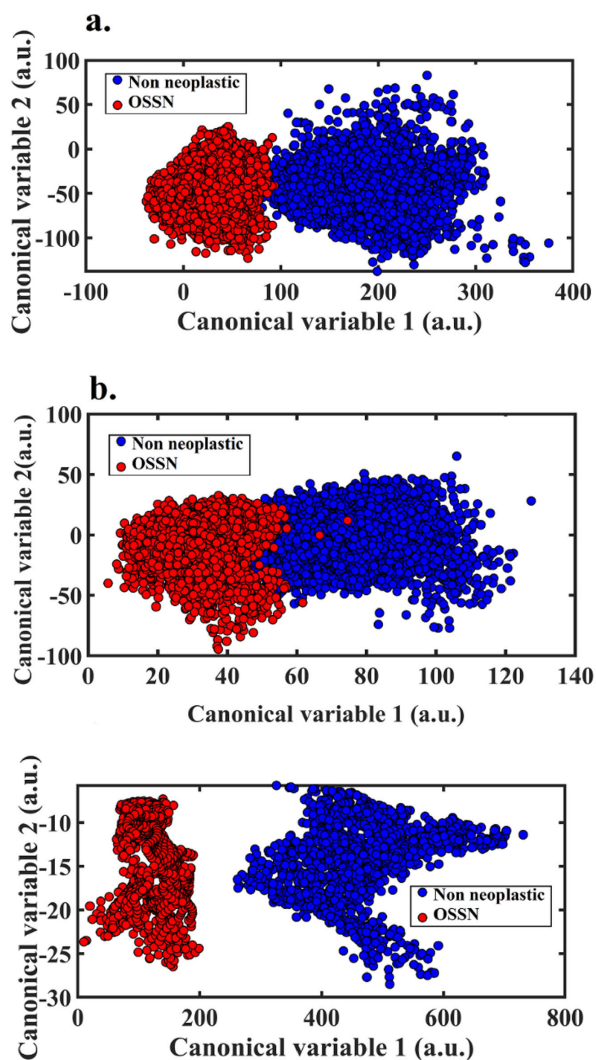 a.
Canonical variable 2 (a.u.)
100
50
0
-50
-100
Non neoplastic
OSSN
-100
0
100
200
300
400
Canonical variable 1 (a.u.)
b.
Canonical variable 2(a.u.)
100
50
0
-50
-100
Non neoplastic
OSSN
0
20
40
60
80
100
120
140
Canonical variable 1 (a.u.)
Canonical variable 2 (a.u.)
-10
-15
-20
-25
-30
Non neoplastic
OSSN
0
200
400
600
800
Canonical variable 1 (a.u.)